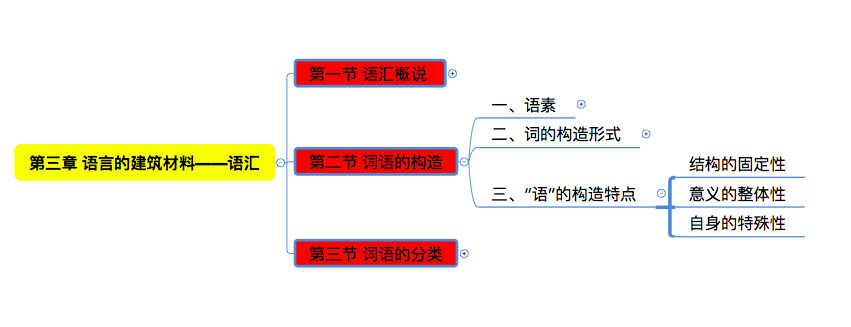 第三章 语言的建筑材料——语汇
第一节 语汇概说
第二节 词语的构造
一、语素
二、词的构造形式
三、“语”的构造特点
结构的固定性
意义的整体性
自身的特殊性
第三节 词语的分类